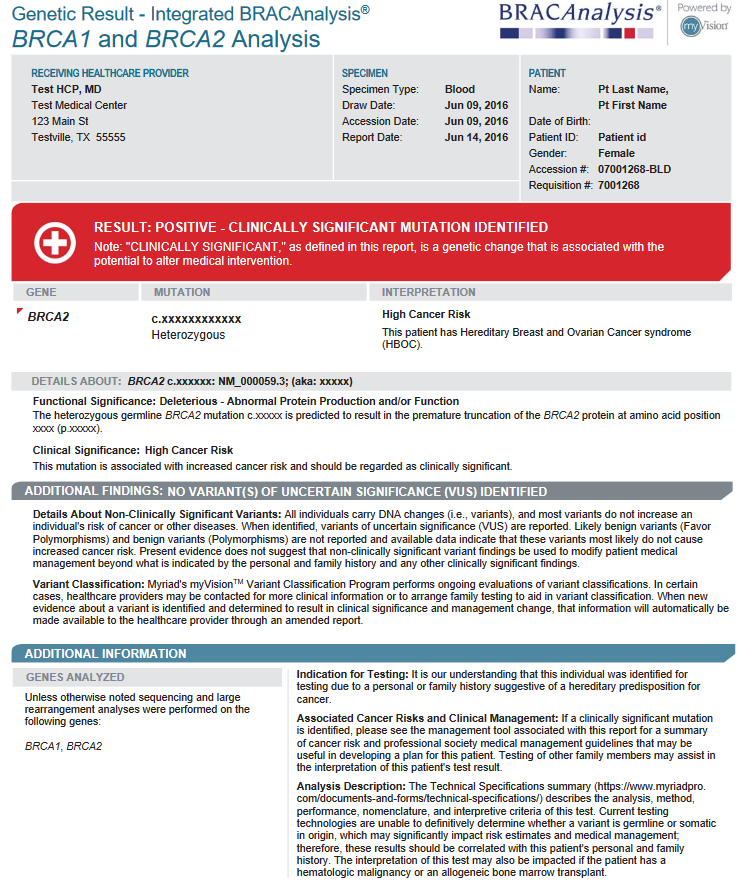 Genetic Result - Integrated BRACAnalysis®
BRCA1 and BRCA2 Analysis
BRACAnalysis®
Powered by
myVision™
RECEIVING HEALTHCARE PROVIDER
Test HCP, MD
Test Medical Center
123 Main St
Testville, TX 55555
SPECIMEN
Specimen Type: Blood
Draw Date: Jun 09, 2016
Accession Date: Jun 09, 2016
Report Date: Jun 14, 2016
PATIENT
Name: Pt Last Name,
Pt First Name
Date of Birth:
Patient ID: Patient id
Gender: Female
Accession #: 07001268-BLD
Requisition #: 7001268
RESULT: POSITIVE - CLINICALLY SIGNIFICANT MUTATION IDENTIFIED
Note: "CLINICALLY SIGNIFICANT," as defined in this report, is a genetic change that is associated with the
potential to alter medical intervention.
GENE MUTATION INTERPRETATION
BRCA2
c.xxxxxxxxxxxx
Heterozygous
High Cancer Risk
This patient has Hereditary Breast and Ovarian Cancer syndrome
(HBOC).
DETAILS ABOUT: BRCA2 c.xxxxxx: NM_000059.3; (aka: xxxxx)
Functional Significance: Deleterious - Abnormal Protein Production and/or Function
The heterozygous germline BRCA2 mutation c.xxxxx is predicted to result in the premature truncation of the BRCA2 protein at amino acid position
xxxx (p.xxxxx).
Clinical Significance: High Cancer Risk
This mutation is associated with increased cancer risk and should be regarded as clinically significant.
ADDITIONAL FINDINGS: NO VARIANT(S) OF UNCERTAIN SIGNIFICANCE (VUS) IDENTIFIED
Details About Non-Clinically Significant Variants: All individuals carry DNA changes (i.e., variants), and most variants do not increase an
individual's risk of cancer or other diseases. When identified, variants of uncertain significance (VUS) are reported. Likely benign variants (Favor
Polymorphisms) and benign variants (Polymorphisms) are not reported and available data indicate that these variants most likely do not cause
increased cancer risk. Present evidence does not suggest that non-clinically significant variant findings be used to modify patient medical
management beyond what is indicated by the personal and family history and any other clinically significant findings.
Variant Classification: Myriad's myVision™ Variant Classification Program performs ongoing evaluations of variant classifications. In certain
cases, healthcare providers may be contacted for more clinical information or to arrange family testing to aid in variant classification. When new
evidence about a variant is identified and determined to result in clinical significance and management change, that information will automatically be
made available to the healthcare provider through an amended report.
ADDITIONAL INFORMATION
GENES ANALYZED
Unless otherwise noted sequencing and large
rearrangement analyses were performed on the
following genes:
BRCA1, BRCA2
Indication for Testing: It is our understanding that this individual was identified for
testing due to a personal or family history suggestive of a hereditary predisposition for
cancer.
Associated Cancer Risks and Clinical Management: If a clinically significant mutation
is identified, please see the management tool associated with this report for a summary
of cancer risk and professional society medical management guidelines that may be
useful in developing a plan for this patient. Testing of other family members may assist in
the interpretation of this patient's test result.
Analysis Description: The Technical Specifications summary (https://www.myriadpro.
com/documents-and-forms/technical-specifications/) describes the analysis, method,
performance, nomenclature, and interpretive criteria of this test. Current testing
technologies are unable to definitively determine whether a variant is germline or somatic
in origin, which may significantly impact risk estimates and medical management;
therefore, these results should be correlated with this patient's personal and family
history. The interpretation of this test may also be impacted if the patient has a
hematologic malignancy or an allogeneic bone marrow transplant.